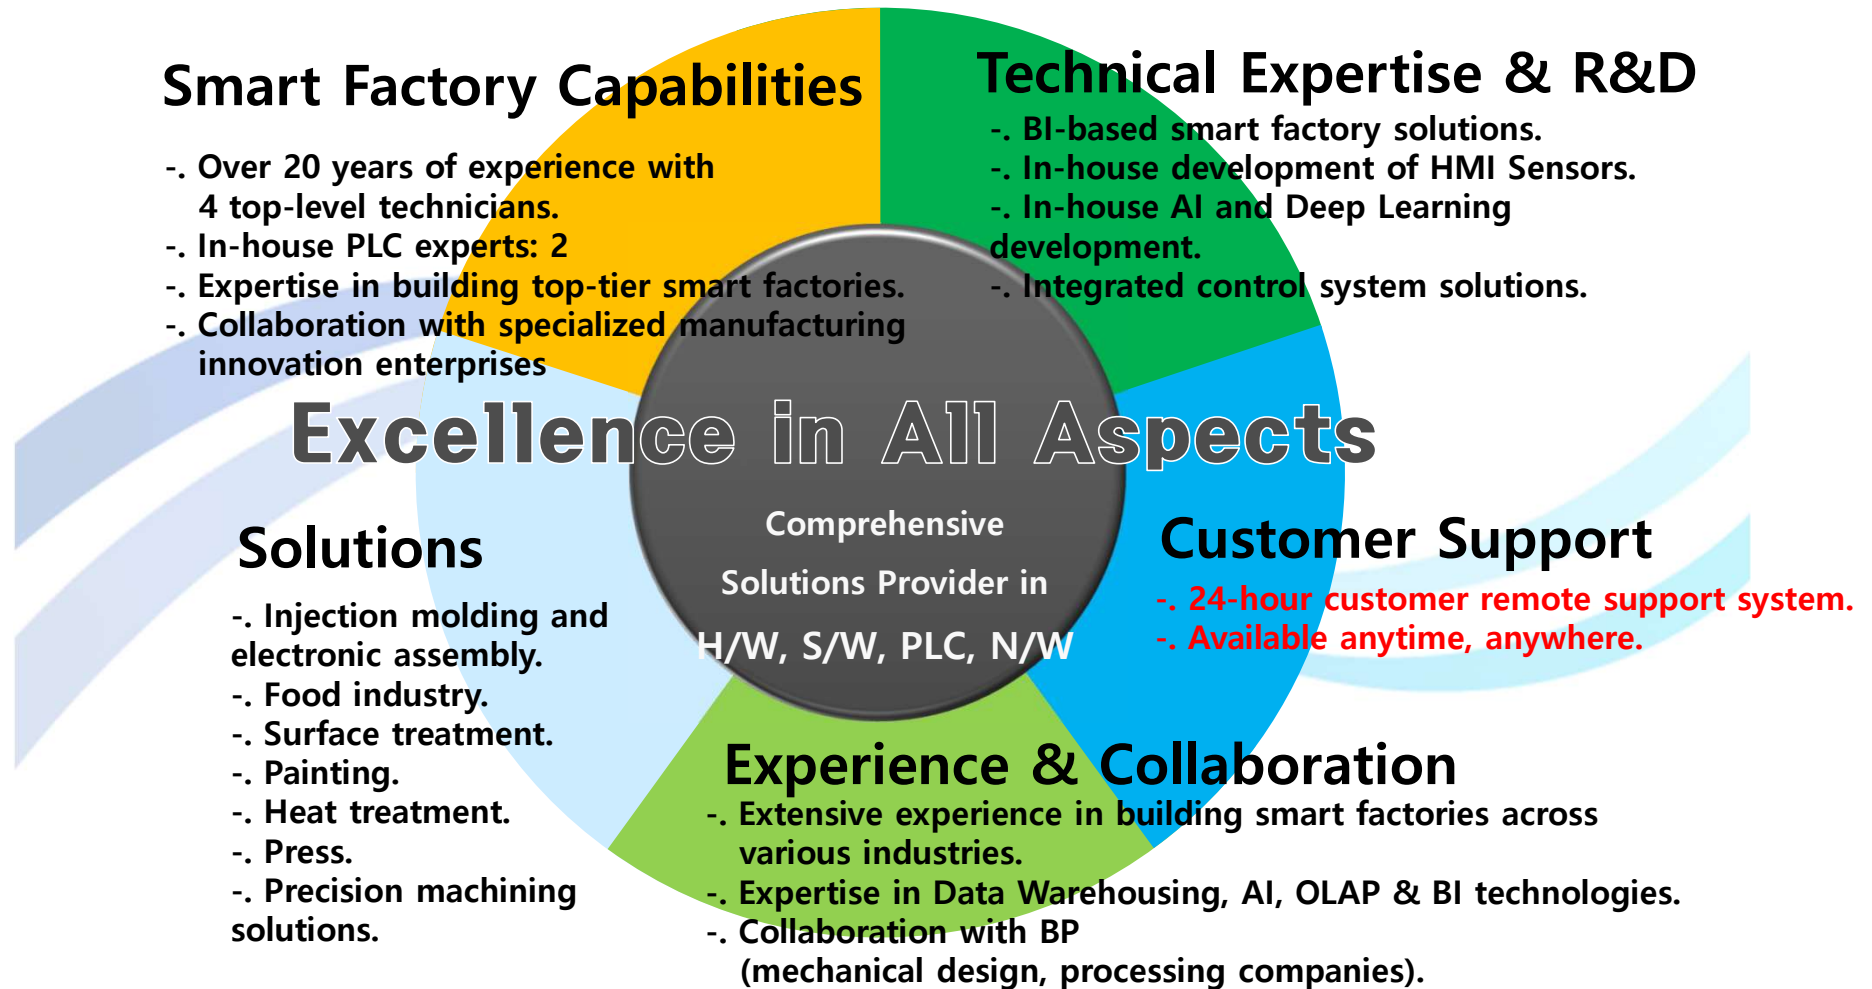 Smart Factory Capabilities
-. Over 20 years of experience with
4 top-level technicians.
-. In-house PLC experts: 2
-. Expertise in building top-tier smart factories.
-. Collaboration with specialized manufacturing
innovation enterprises
Technical Expertise & R&D
-. BI-based smart factory solutions.
-. In-house development of HMI Sensors.
-. In-house AI and Deep Learning
development.
-. Integrated control system solutions.
Excellence in All Aspects
Comprehensive
Solutions Provider in
H/W, S/W, PLC, N/W
Solutions
-. Injection molding and
electronic assembly.
-. Food industry.
-. Surface treatment.
-. Painting.
-. Heat treatment.
-. Press.
-. Precision machining
solutions.
Customer Support
-. 24-hour customer remote support system.
-. Available anytime, anywhere.
Experience & Collaboration
-. Extensive experience in building smart factories across
various industries.
-. Expertise in Data Warehousing, AI, OLAP & BI technologies.
-. Collaboration with BP
(mechanical design, processing companies).